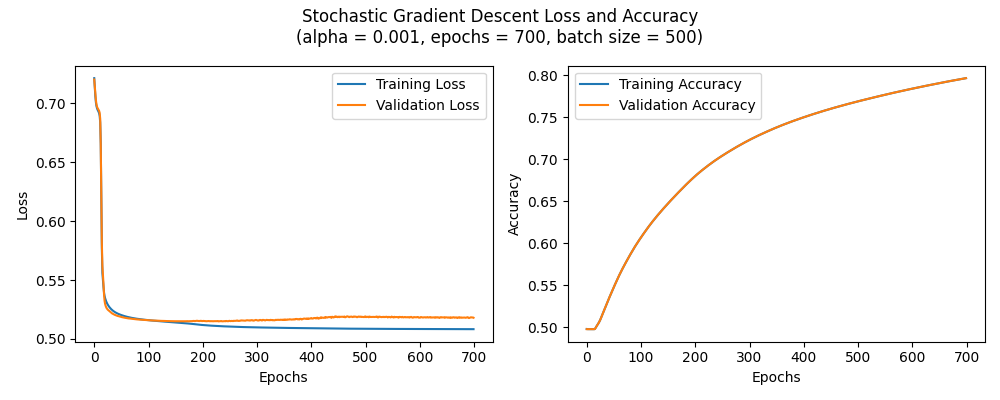 Stochastic Gradient Descent Loss and Accuracy
(alpha = 0.001, epochs = 700, batch size = 500)
Training Loss
Validation Loss
0.70
0.65
0.60
0.55
0.50
Loss
0 100 200 300 400 500 600 700
Epochs
Training Accuracy
Validation Accuracy
0.80
0.75
0.70
0.65
0.60
0.55
0.50
Accuracy
0 100 200 300 400 500 600 700
Epochs